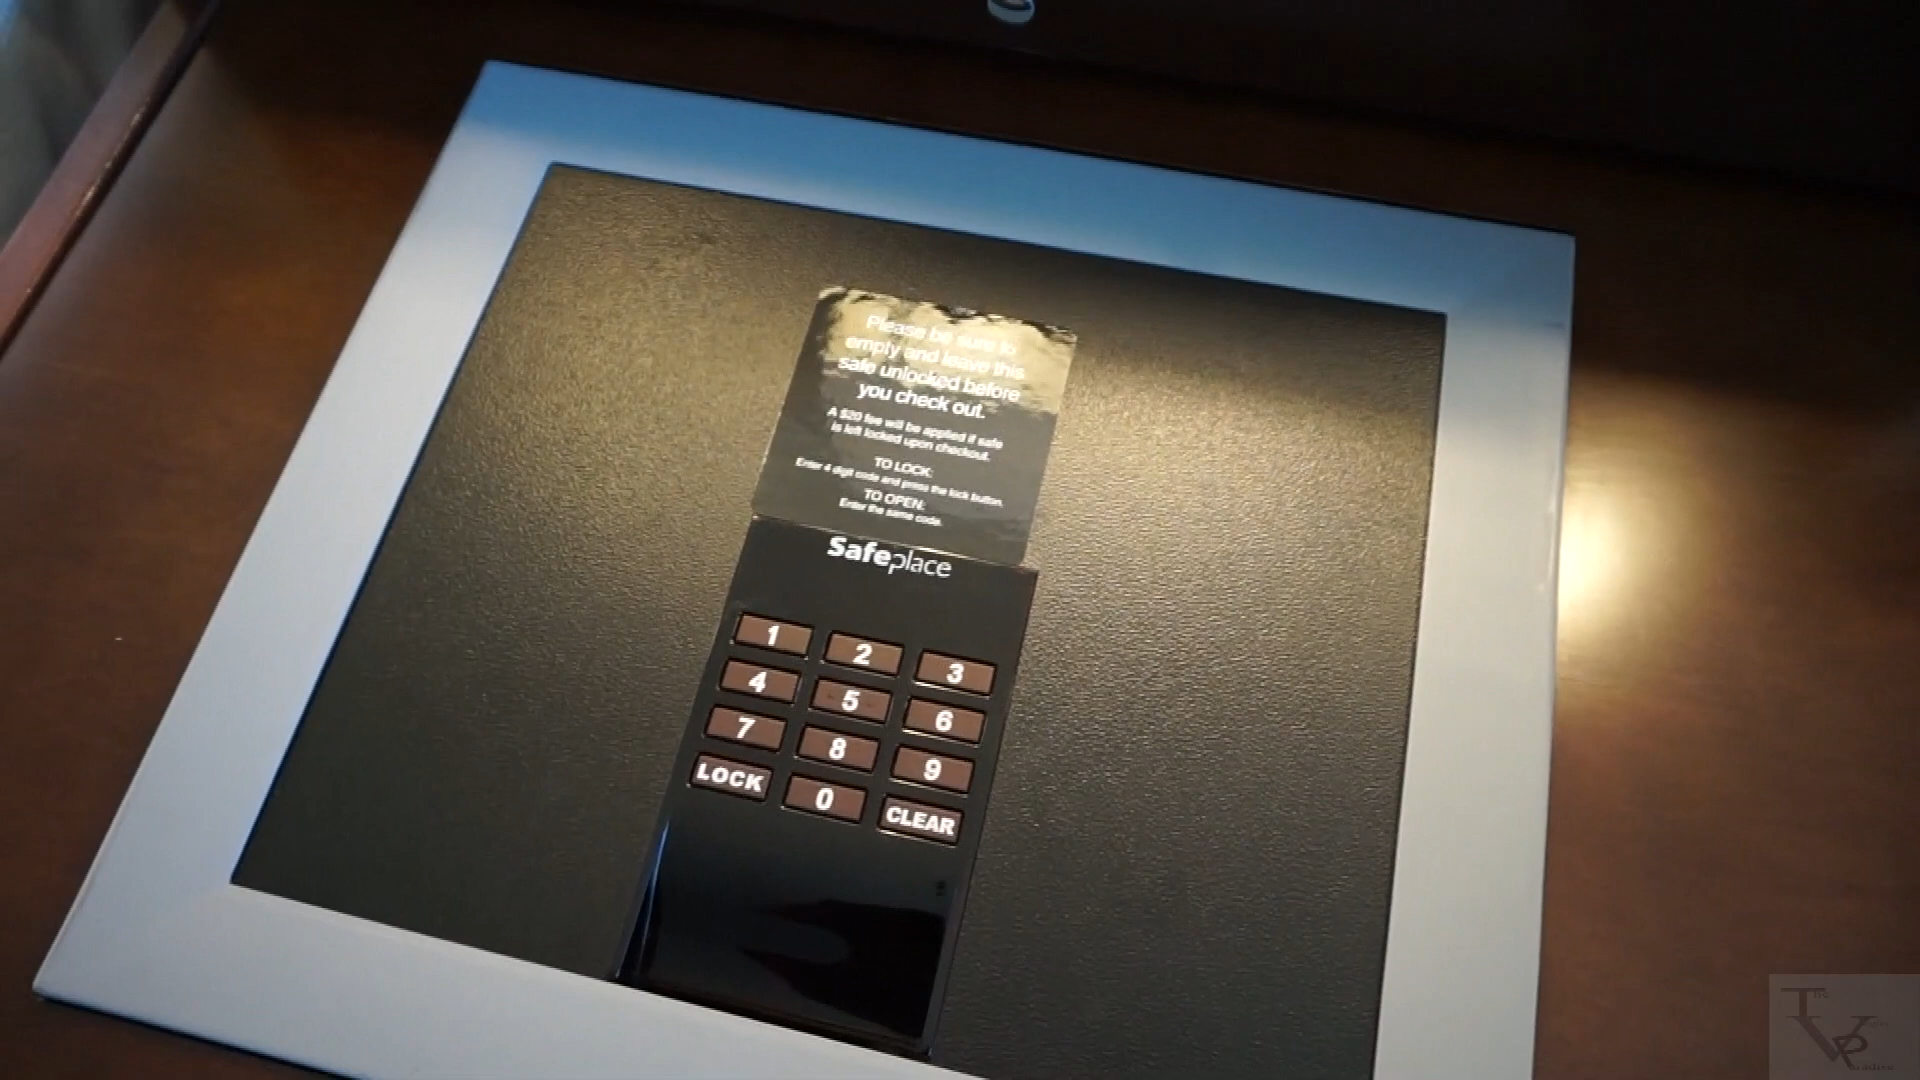 Please be sure to
empty and leave this
safe unlocked before
you check out.
A $20 fee will be applied if safe
is left locked upon checkout.
TO LOCK:
Enter 4 digit code and press the lock button.
TO OPEN:
Enter the same code.
Safeplace
1 2 3
4 5 6
7 8 9
LOCK 0 CLEAR
The